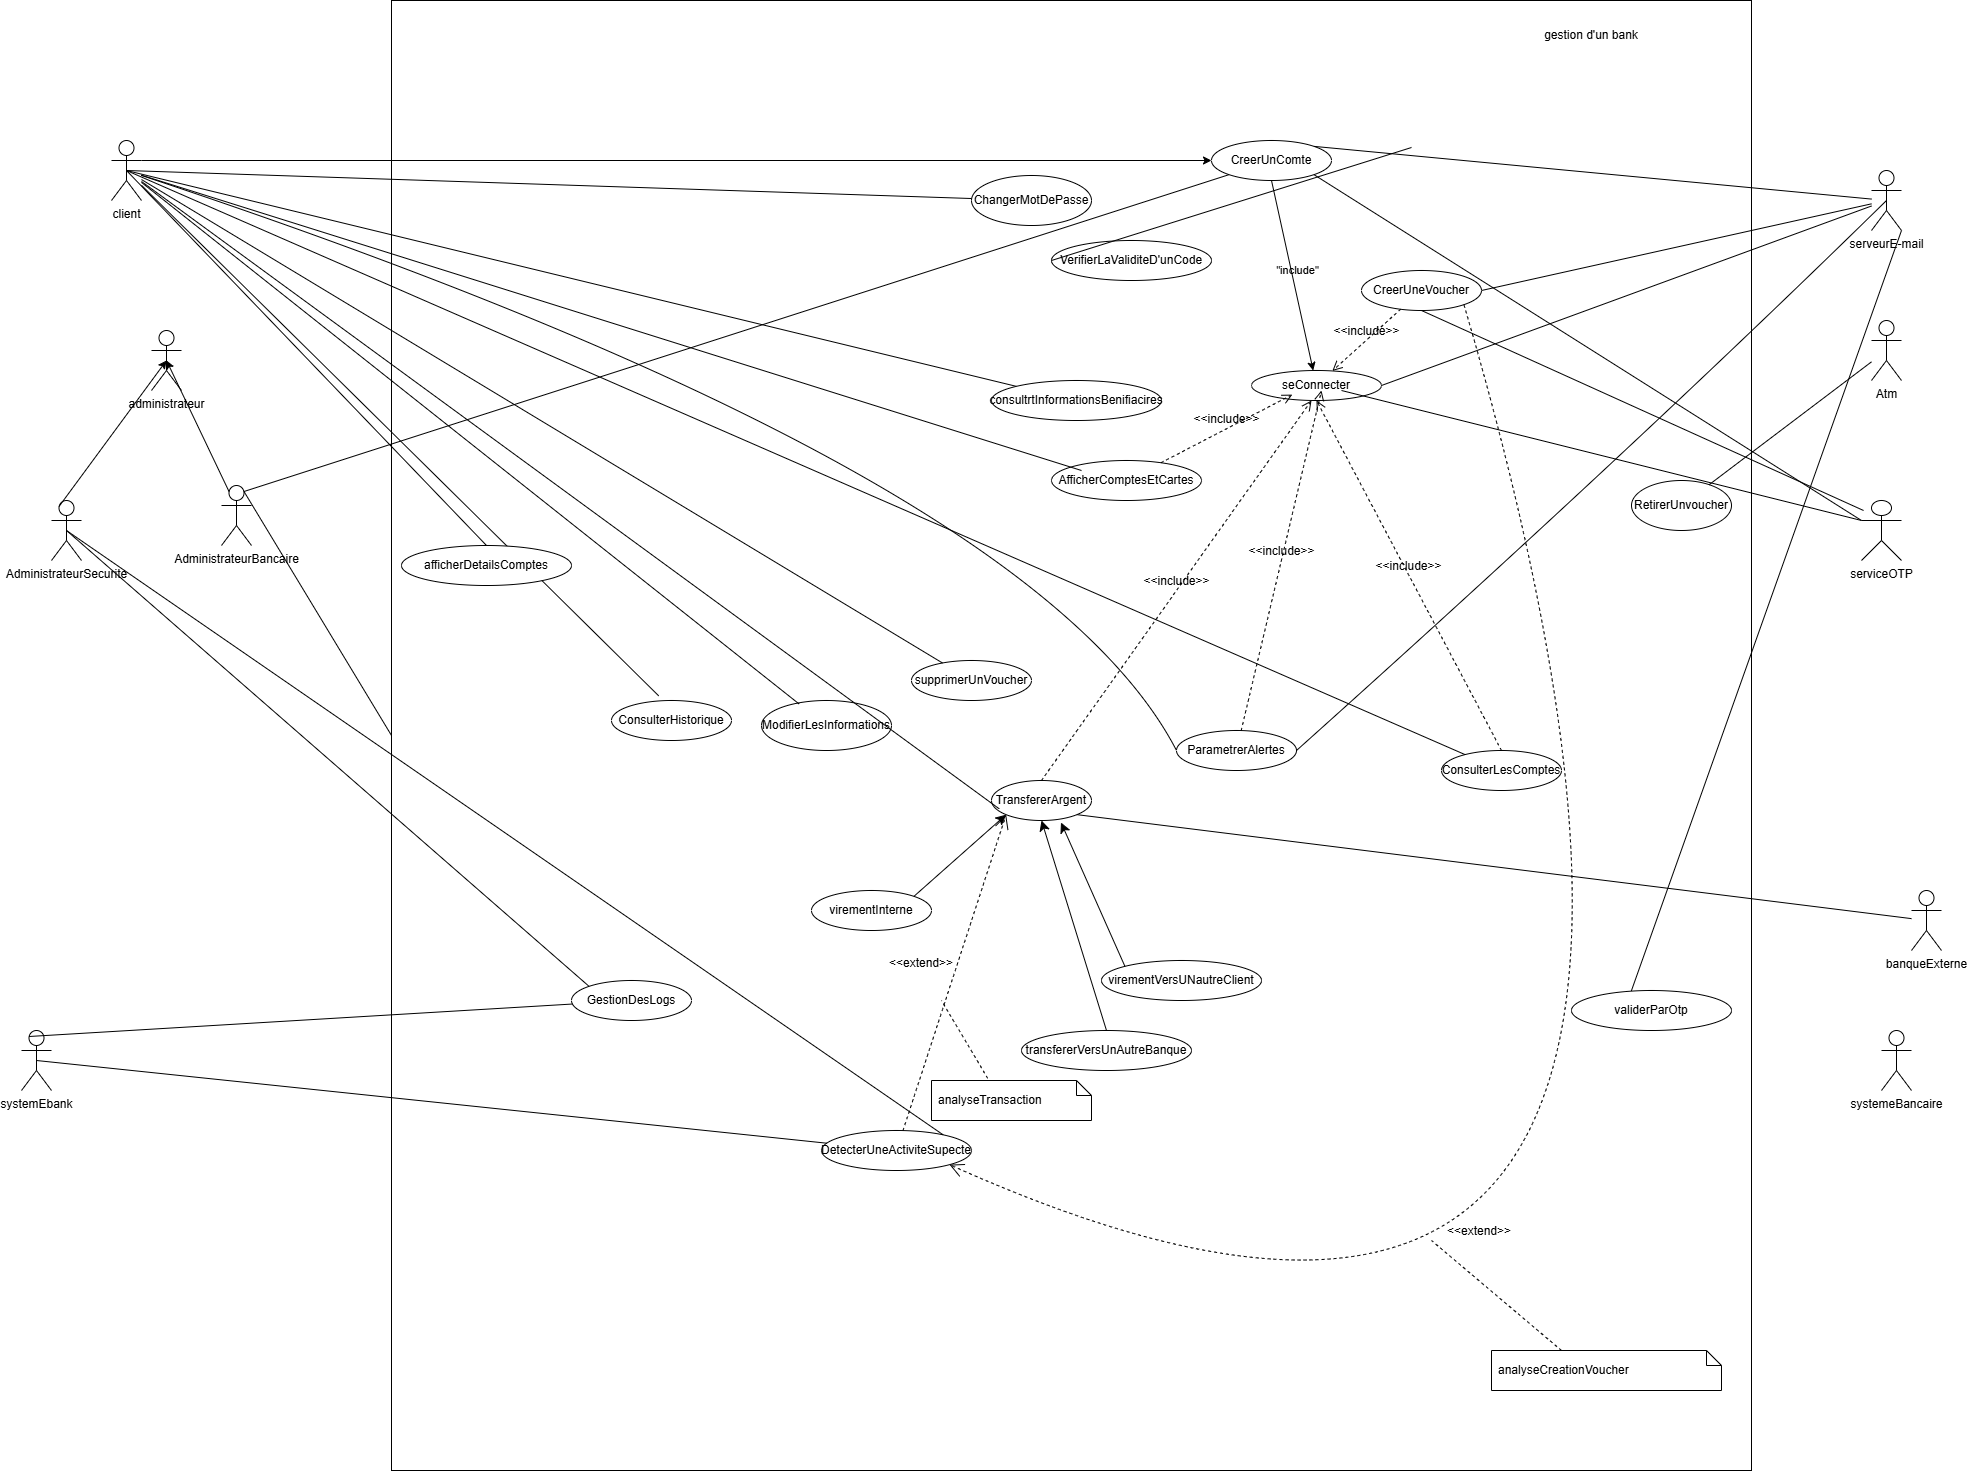 gestion d'un bank
CreerUnComte
ChangerMotDePasse
client
serveurE-mail
VerifierLaValiditeD'unCode
"include"
CreerUneVoucher
<<include>>
seConnecter
Atm
administrateur
consultrtInformationsBenifiacires
<<include>>
AfficherComptesEtCartes
RetirerUnvoucher
AdministrateurBancaire
AdministrateurSecurite
afficherDetailsComptes
<<include>>
<<include>>
<<include>>
serviceOTP
supprimerUnVoucher
ConsulterHistorique
ModifierLesInformations
ParametrerAlertes
ConsulterLesComptes
TransfererArgent
virementInterne
<<extend>>
banqueExterne
virementVersUNautreClient
GestionDesLogs
validerParOtp
transfererVersUnAutreBanque
systemEbank
analyseTransaction
systemeBancaire
DetecterUneActiviteSupecte
<<extend>>
analyseCreationVoucher